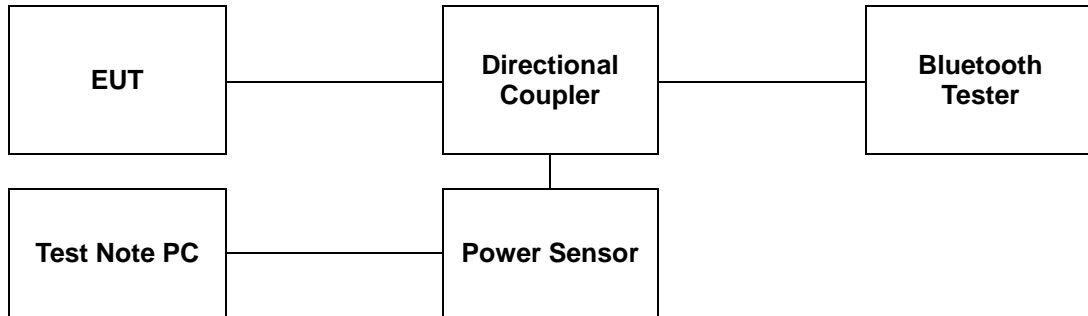 EUT
Directional
Coupler
Bluetooth
Tester
Test Note PC
Power Sensor